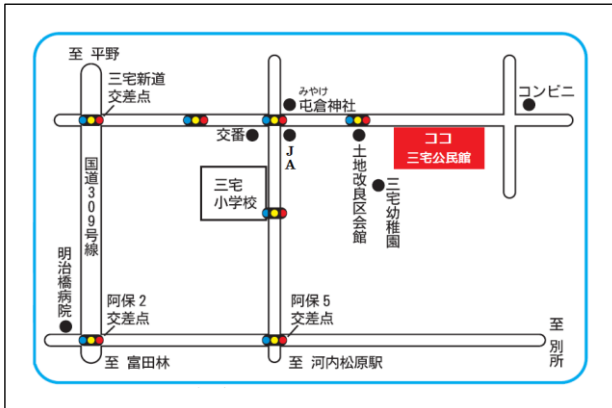 至 平野
三宅新道
交差点
みやけ
屯倉神社
コンビニ
交番
JA
ココ
三宅公民館
土地改良区会館
三宅幼稚園
三宅
小学校
国道309号線
明治橋病院
阿保2
交差点
阿保5
交差点
至 富田林
至 河内松原駅
至 別所